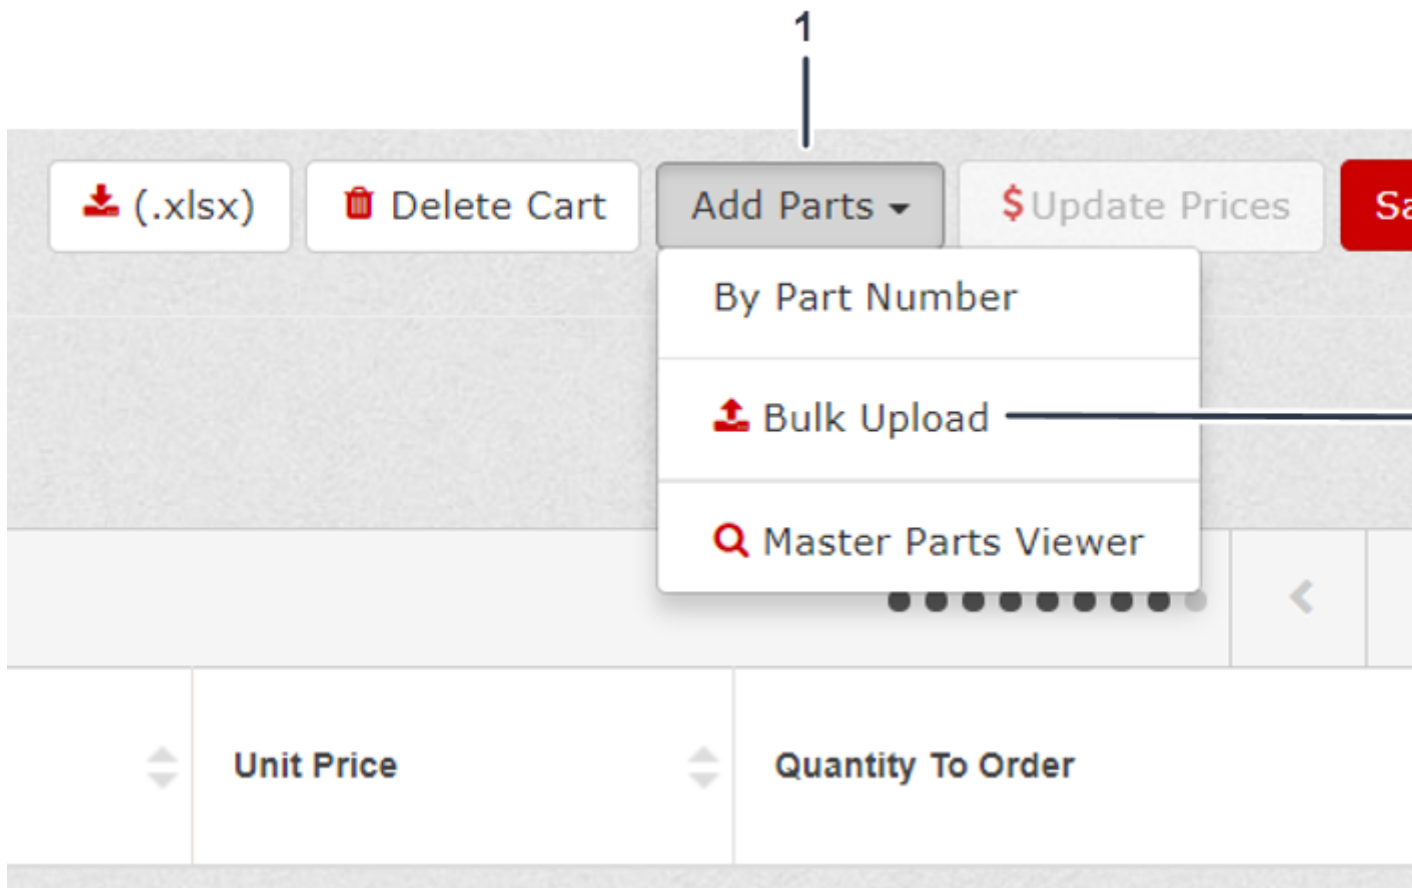 1
(.xlsx) Delete Cart Add Parts $Update Prices Sa
By Part Number
Bulk Upload
Master Parts Viewer
Unit Price Quantity To Order